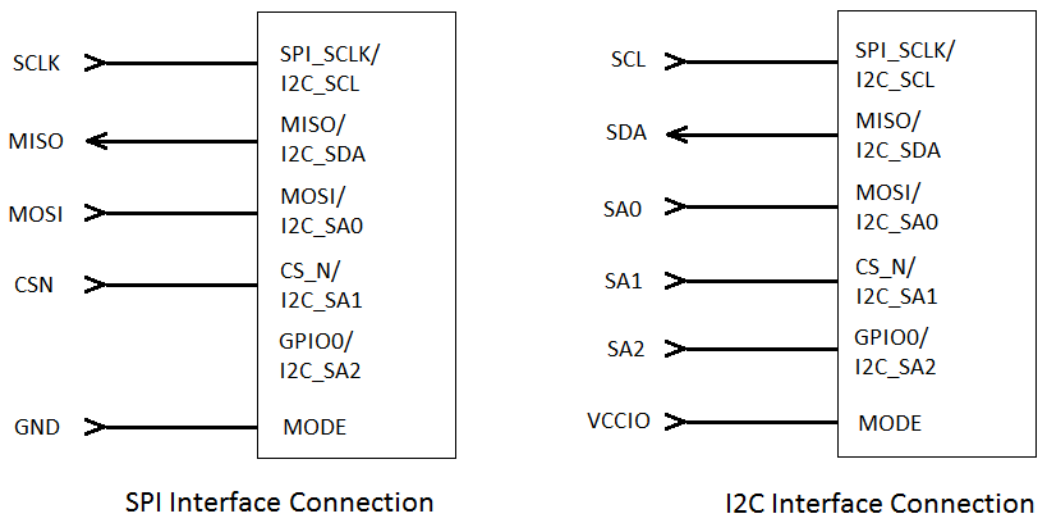 SCLK
SPI_SCLK/
I2C_SCL
MISO
MISO/
I2C_SDA
MOSI
MOSI/
I2C_SA0
CSN
CS_N/
I2C_SA1
GPIO0/
I2C_SA2
GND
MODE
SPI Interface Connection
SCL
SPI_SCLK/
I2C_SCL
SDA
MISO/
I2C_SDA
SA0
MOSI/
I2C_SA0
SA1
CS_N/
I2C_SA1
SA2
GPIO0/
I2C_SA2
VCCIO
MODE
I2C Interface Connection